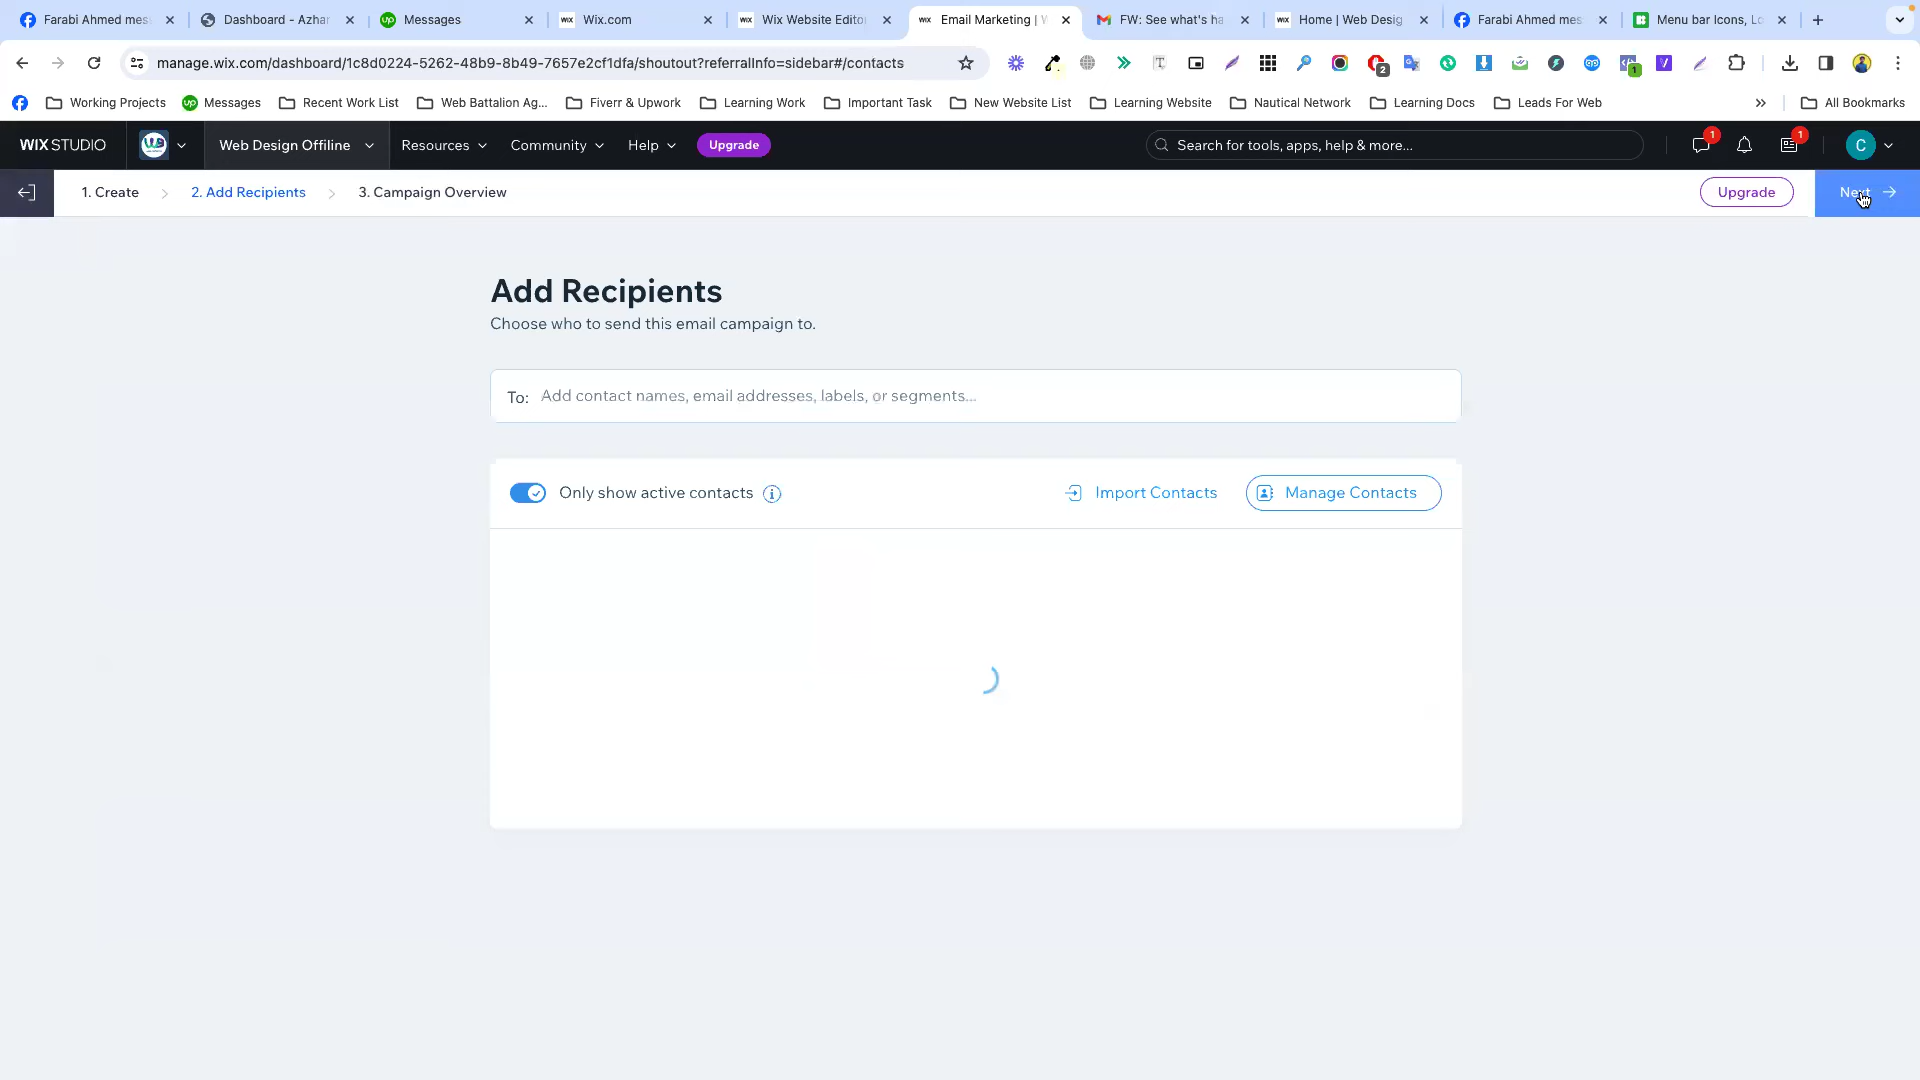 Farabi Ahmed mes
Dashboard - Azhar
Messages
Wix.com
Wix Website Edito
Email Marketing | W
FW: See what's ha
Home | Web Desig
Farabi Ahmed mes
Menu bar Icons, Lo
manage.wix.com/dashboard/1c8d0224-5262-48b9-8b49-7657e2cf1dfa/shoutout?referralInfo=sidebar#/contacts
Working Projects
Messages
Recent Work List
Web Battalion Ag...
Fiverr & Upwork
Learning Work
Important Task
New Website List
Learning Website
Nautical Network
Learning Docs
Leads For Web
All Bookmarks
WIX STUDIO
Web Design Offiline
Resources
Community
Help
Upgrade
Search for tools, apps, help & more...
1
1
C
1. Create
2. Add Recipients
3. Campaign Overview
Upgrade
Next
Add Recipients
Choose who to send this email campaign to.
To: Add contact names, email addresses, labels, or segments...
Only show active contacts
Import Contacts
Manage Contacts